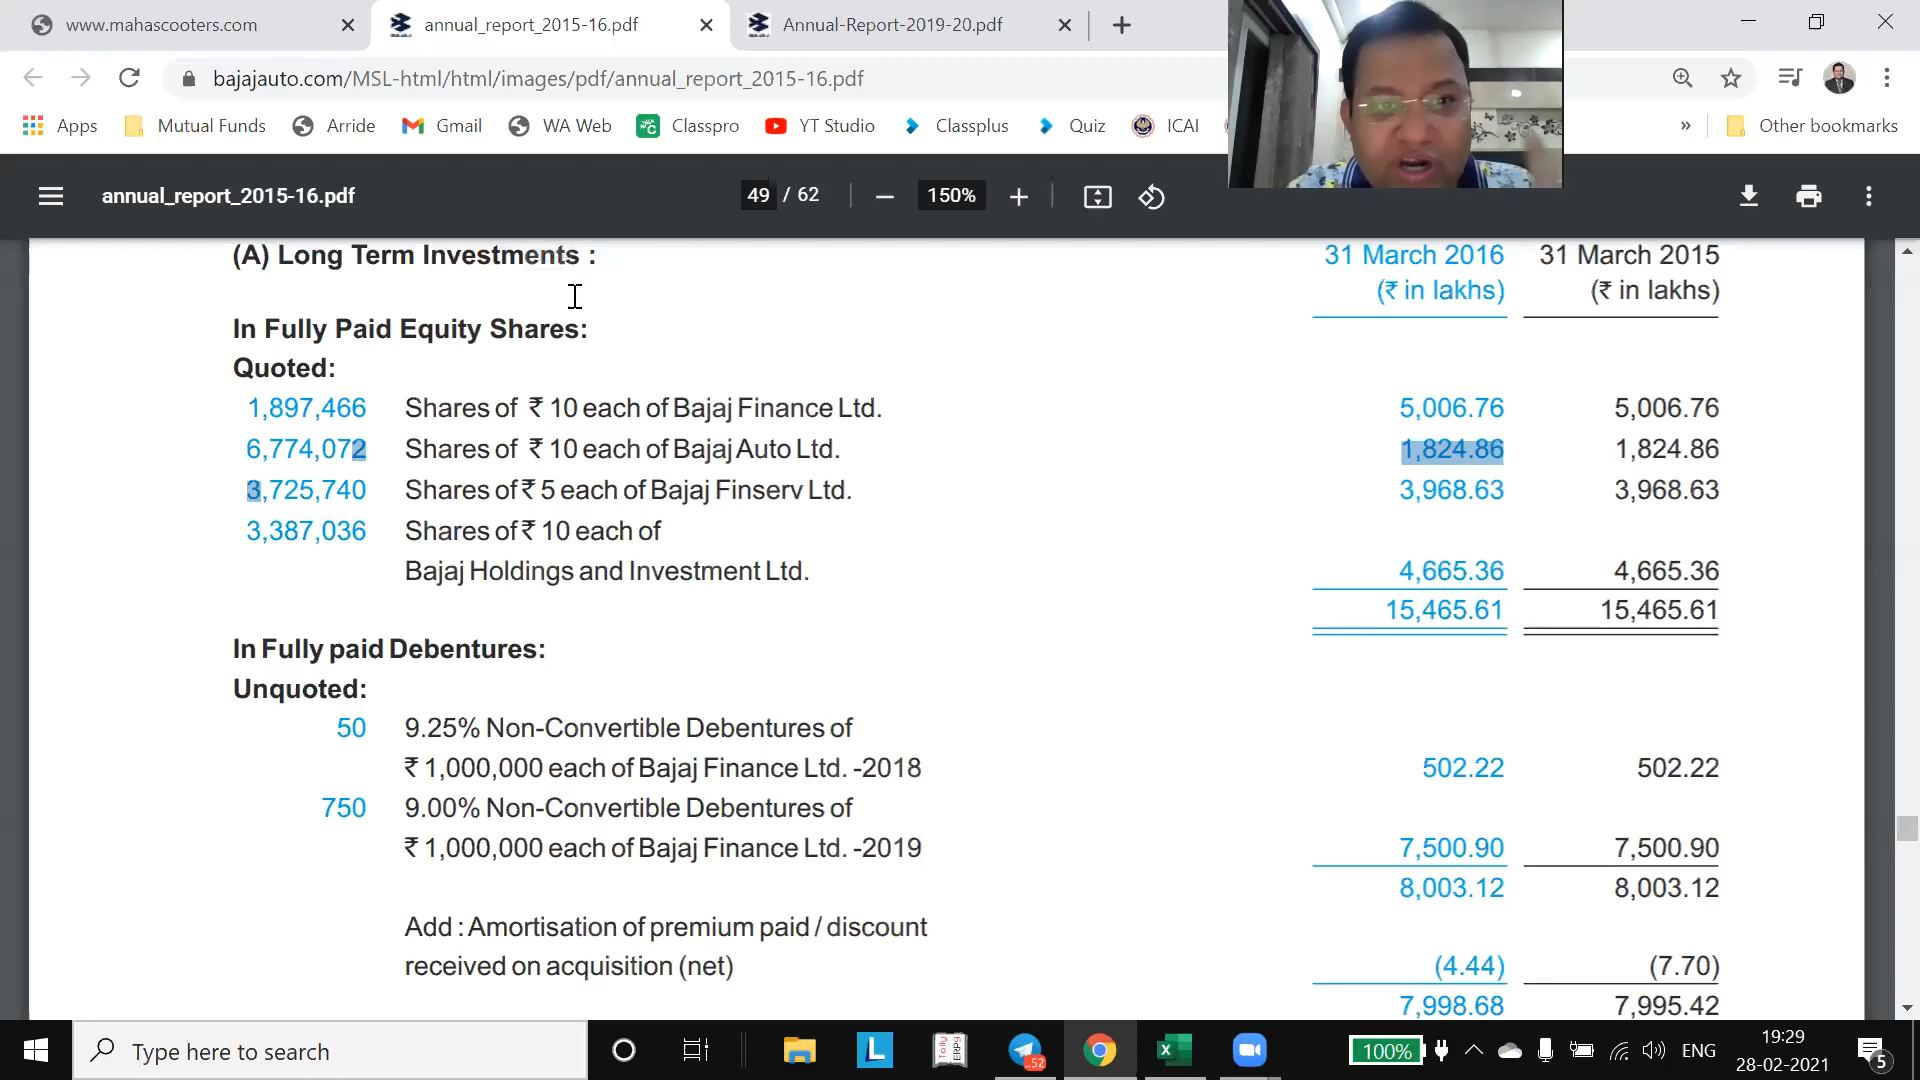 www.mahascooters.com
annual_report_2015-16.pdf
Annual-Report-2019-20.pdf
bajajauto.com/MSL-html/html/images/pdf/annual_report_2015-16.pdf
Apps Mutual Funds Arride Gmail WA Web Classpro YT Studio Classplus Quiz ICAI » Other bookmarks
annual_report_2015-16.pdf 49 / 62 150%
(A) Long Term Investments : 31 March 2016 31 March 2015
(₹ in lakhs) (₹ in lakhs)
In Fully Paid Equity Shares:
Quoted:
1,897,466 Shares of ₹ 10 each of Bajaj Finance Ltd. 5,006.76 5,006.76
6,774,072 Shares of ₹ 10 each of Bajaj Auto Ltd. 1,824.86 1,824.86
3,725,740 Shares of ₹ 5 each of Bajaj Finserv Ltd. 3,968.63 3,968.63
3,387,036 Shares of ₹ 10 each of
Bajaj Holdings and Investment Ltd. 4,665.36 4,665.36
15,465.61 15,465.61
In Fully paid Debentures:
Unquoted:
50 9.25% Non-Convertible Debentures of
₹ 1,000,000 each of Bajaj Finance Ltd. -2018 502.22 502.22
750 9.00% Non-Convertible Debentures of
₹ 1,000,000 each of Bajaj Finance Ltd. -2019 7,500.90 7,500.90
8,003.12 8,003.12
Add : Amortisation of premium paid / discount
received on acquisition (net) (4.44) (7.70)
7,998.68 7,995.42
Type here to search L Tally ERP9 ..52 100% ENG 19:29
28-02-2021 5